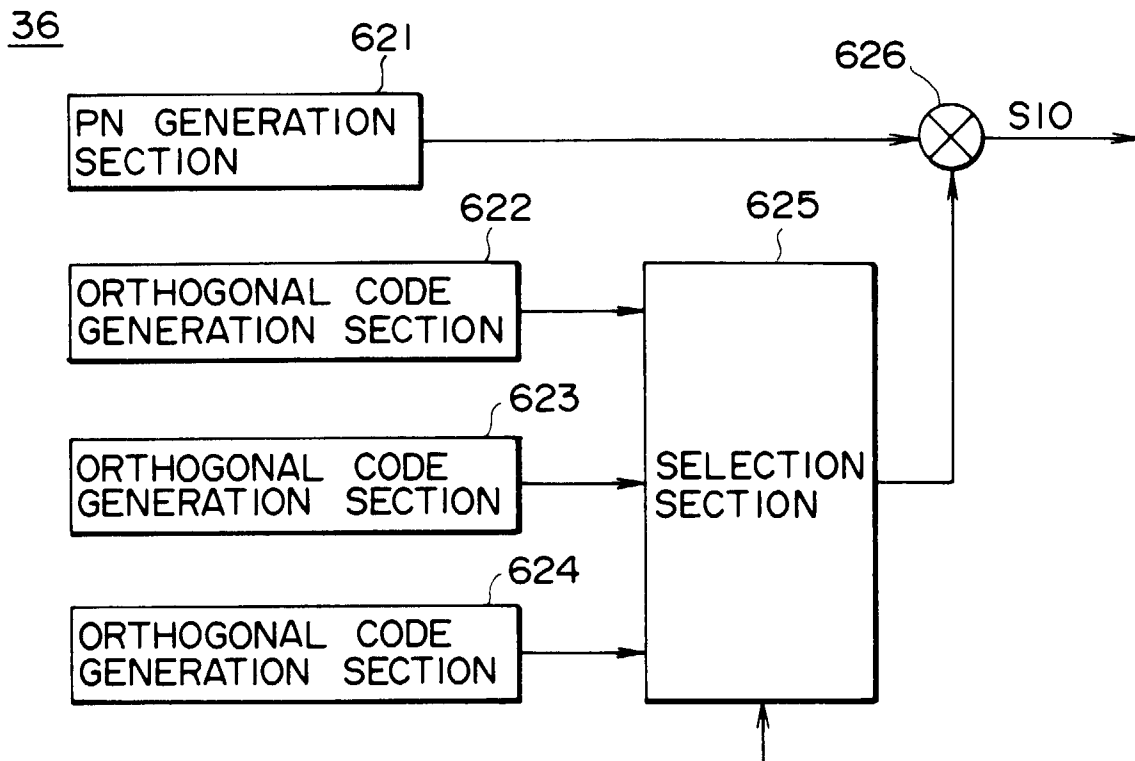 36
621
626
PN GENERATION
SECTION
S10
622
625
ORTHOGONAL CODE
GENERATION SECTION
623
ORTHOGONAL CODE
GENERATION SECTION
SELECTION
SECTION
624
ORTHOGONAL CODE
GENERATION SECTION